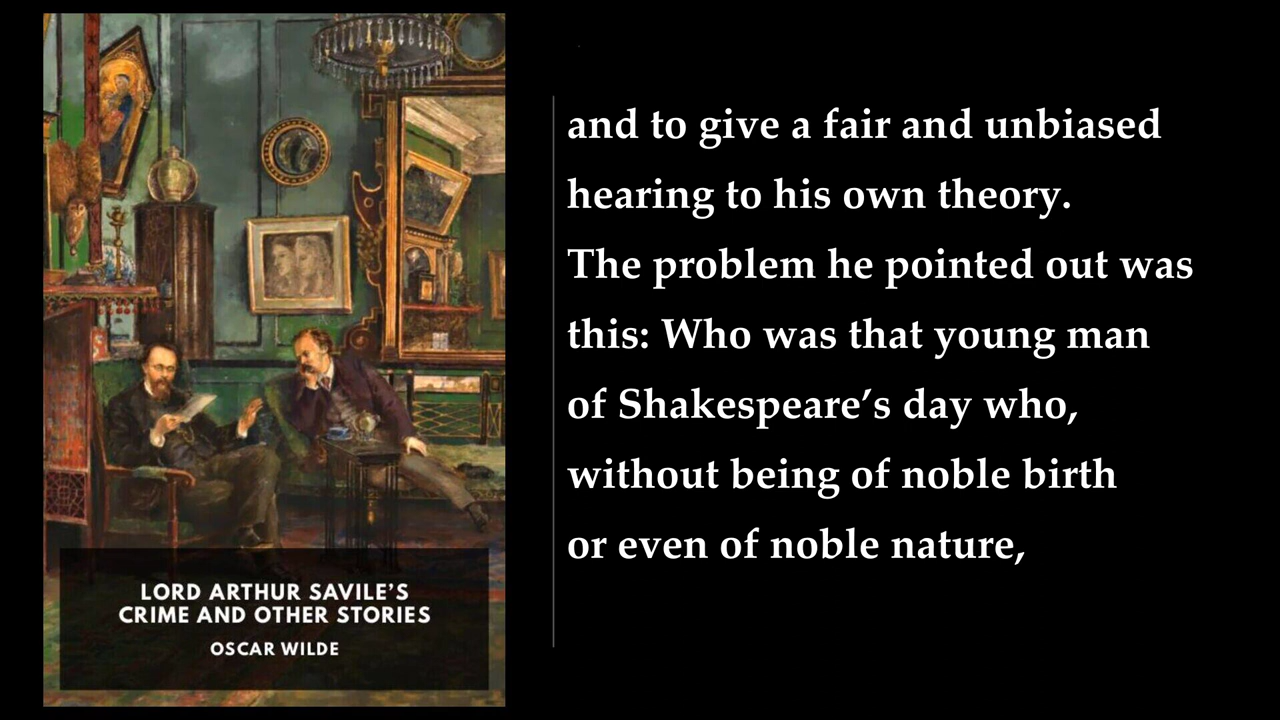 LORD ARTHUR SAVILE’S
CRIME AND OTHER STORIES
OSCAR WILDE
and to give a fair and unbiased
hearing to his own theory.
The problem he pointed out was
this: Who was that young man
of Shakespeare’s day who,
without being of noble birth
or even of noble nature,